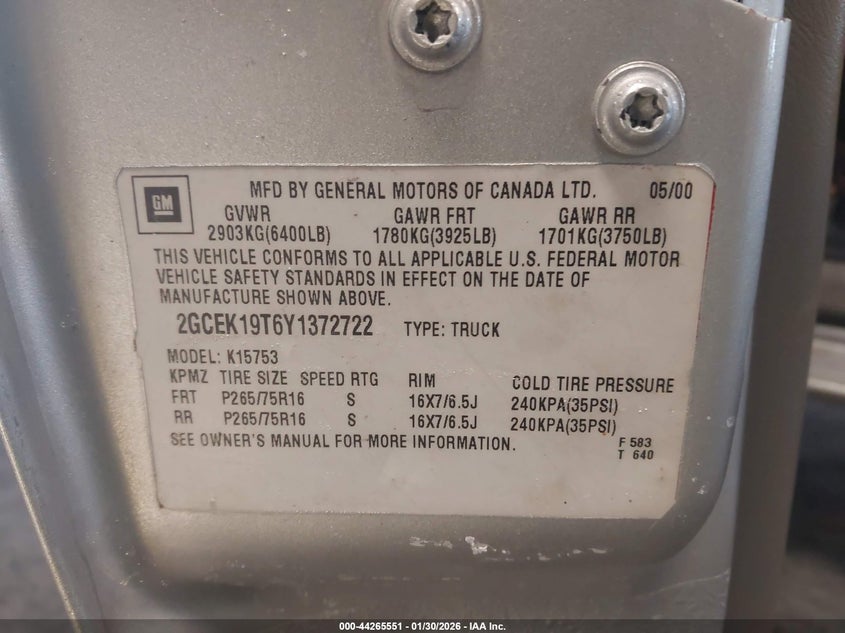 GM
MFD BY GENERAL MOTORS OF CANADA LTD. 05/00
GVWR GAWR FRT GAWR RR
2903KG(6400LB) 1780KG(3925LB) 1701KG(3750LB)
THIS VEHICLE CONFORMS TO ALL APPLICABLE U.S. FEDERAL MOTOR
VEHICLE SAFETY STANDARDS IN EFFECT ON THE DATE OF
MANUFACTURE SHOWN ABOVE.
2GCEK19T6Y1372722 TYPE: TRUCK
MODEL: K15753
KPMZ TIRE SIZE SPEED RTG RIM COLD TIRE PRESSURE
FRT P265/75R16 S 16X7/6.5J 240KPA(35PSI)
RR P265/75R16 S 16X7/6.5J 240KPA(35PSI)
SEE OWNER'S MANUAL FOR MORE INFORMATION. F 583
T 640
000-44265551 | 01/30/2026 - IAA Inc.